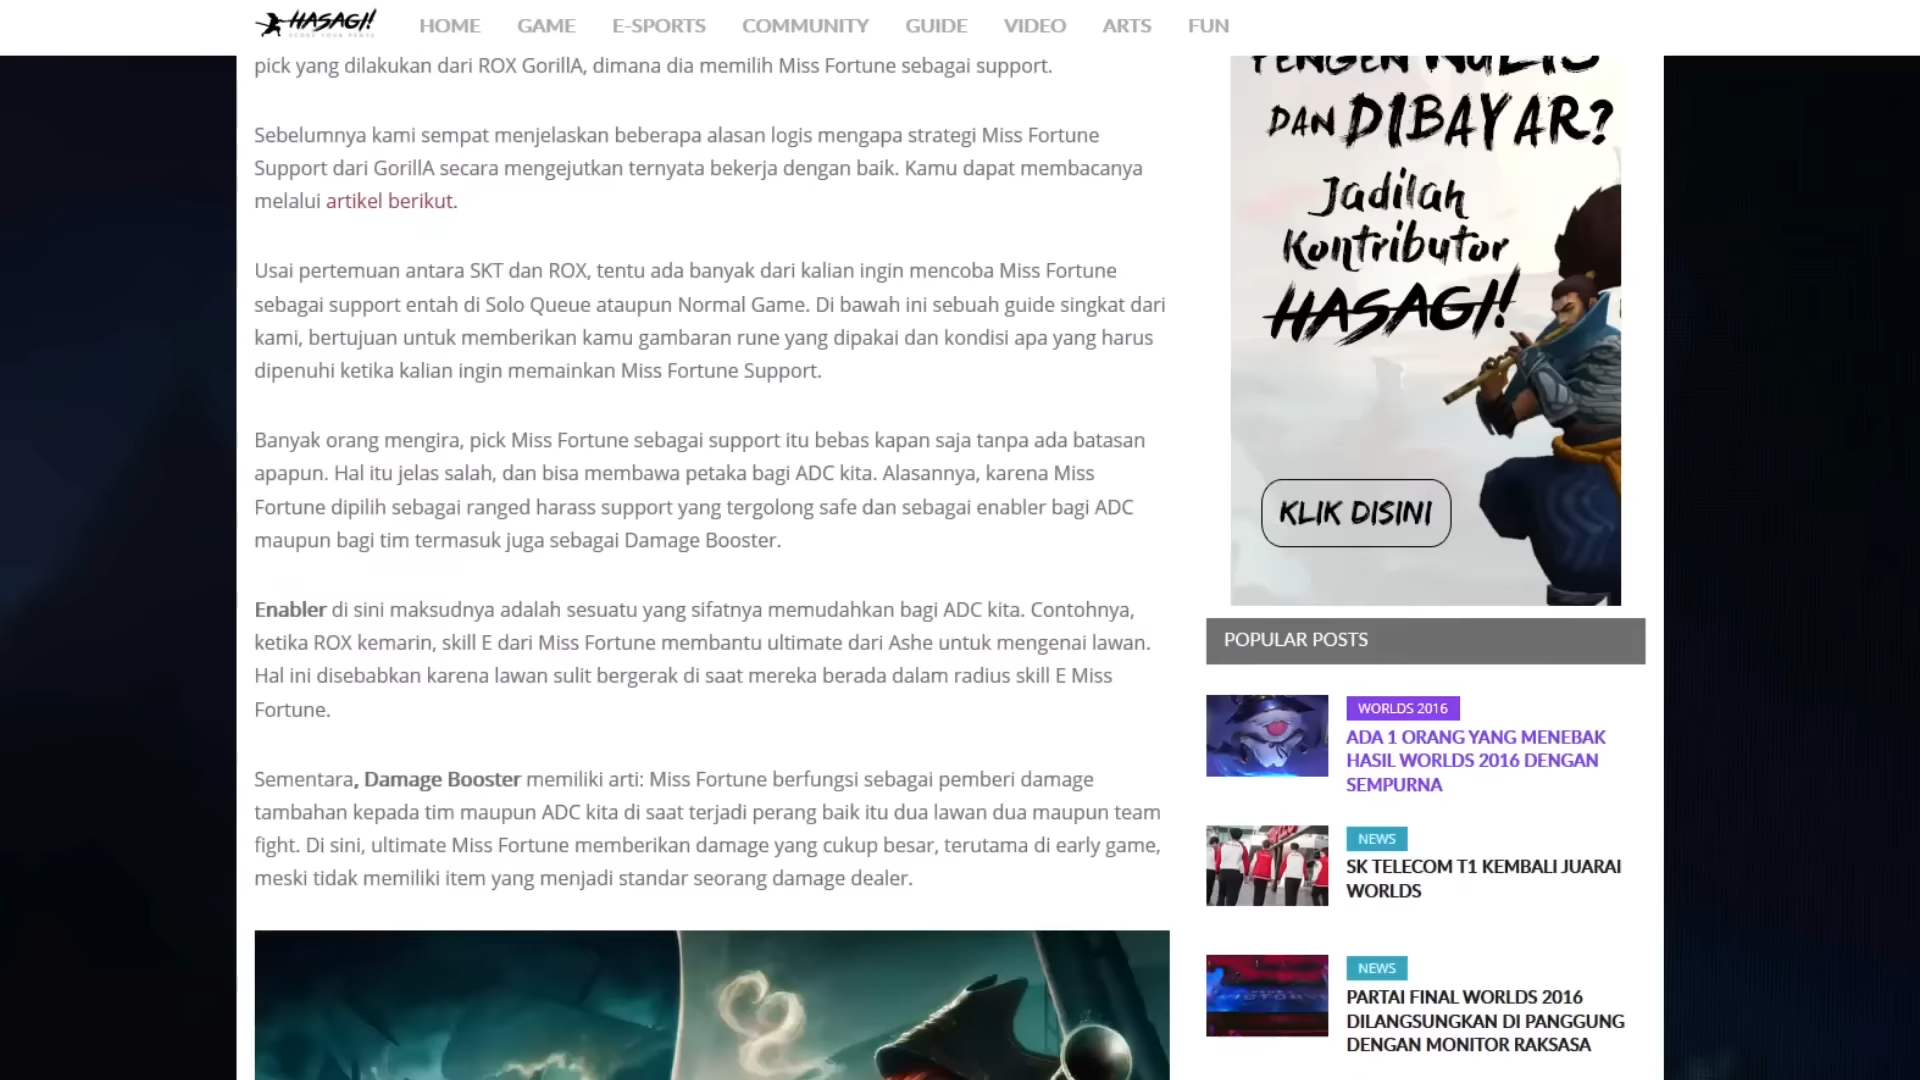 HASAGI!
HOME GAME E-SPORTS COMMUNITY GUIDE VIDEO ARTS FUN
pick yang dilakukan dari ROX GorillA, dimana dia memilih Miss Fortune sebagai support.
Sebelumnya kami sempat menjelaskan beberapa alasan logis mengapa strategi Miss Fortune
Support dari GorillA secara mengejutkan ternyata bekerja dengan baik. Kamu dapat membacanya
melalui artikel berikut.
Usai pertemuan antara SKT dan ROX, tentu ada banyak dari kalian ingin mencoba Miss Fortune
sebagai support entah di Solo Queue ataupun Normal Game. Di bawah ini sebuah guide singkat dari
kami, bertujuan untuk memberikan kamu gambaran rune yang dipakai dan kondisi apa yang harus
dipenuhi ketika kalian ingin memainkan Miss Fortune Support.
Banyak orang mengira, pick Miss Fortune sebagai support itu bebas kapan saja tanpa ada batasan
apapun. Hal itu jelas salah, dan bisa membawa petaka bagi ADC kita. Alasannya, karena Miss
Fortune dipilih sebagai ranged harass support yang tergolong safe dan sebagai enabler bagi ADC
maupun bagi tim termasuk juga sebagai Damage Booster.
Enabler di sini maksudnya adalah sesuatu yang sifatnya memudahkan bagi ADC kita. Contohnya,
ketika ROX kemarin, skill E dari Miss Fortune membantu ultimate dari Ashe untuk mengenai lawan.
Hal ini disebabkan karena lawan sulit bergerak di saat mereka berada dalam radius skill E Miss
Fortune.
Sementara, Damage Booster memiliki arti: Miss Fortune berfungsi sebagai pemberi damage
tambahan kepada tim maupun ADC kita di saat terjadi perang baik itu dua lawan dua maupun team
fight. Di sini, ultimate Miss Fortune memberikan damage yang cukup besar, terutama di early game,
meski tidak memiliki item yang menjadi standar seorang damage dealer.
PENGEN NULIS
DAN DIBAYAR?
Jadilah
Kontributor
HASAGI!
KLIK DISINI
POPULAR POSTS
WORLDS 2016
ADA 1 ORANG YANG MENEBAK
HASIL WORLDS 2016 DENGAN
SEMPURNA
NEWS
SK TELECOM T1 KEMBALI JUARAI
WORLDS
NEWS
PARTAI FINAL WORLDS 2016
DILANGSUNGKAN DI PANGGUNG
DENGAN MONITOR RAKSASA